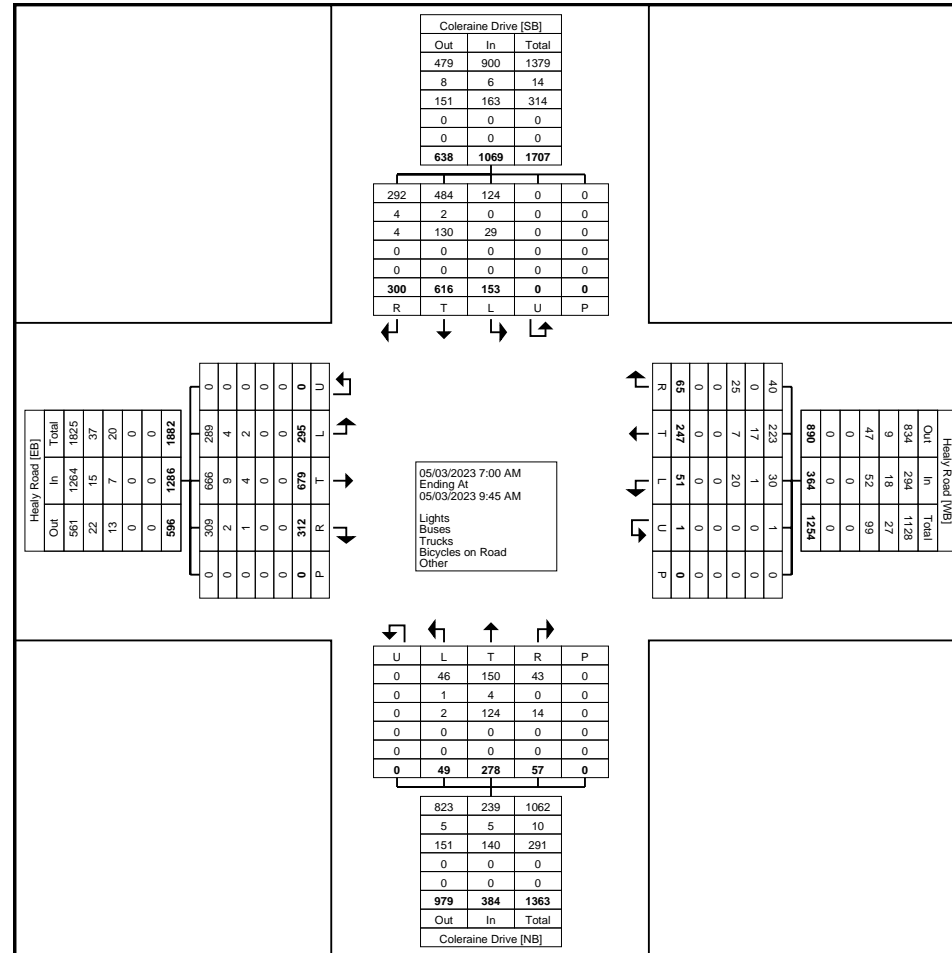 Coleraine Drive [SB]
Out In Total
479 900 1379
8 6 14
151 163 314
0 0 0
0 0 0
638 1069 1707
292 484 124 0 0
4 2 0 0 0
4 130 29 0 0
0 0 0 0 0
0 0 0 0 0
300 616 153 0 0
R T L U P
Healy Road [EB]
Out In Total
561 1264 1825
22 15 37
13 7 20
0 0 0
0 0 0
596 1286 1882
0 289 666 309 0
0 4 9 2 0
0 2 4 1 0
0 0 0 0 0
0 0 0 0 0
0 295 679 312 0
U L T R P
05/03/2023 7:00 AM
Ending At
05/03/2023 9:45 AM
Lights
Buses
Trucks
Bicycles on Road
Other
Healy Road [WB]
Out In Total
834 294 1128
9 18 27
47 52 99
0 0 0
0 0 0
890 364 1254
40 223 30 1 0
0 17 1 0 0
25 7 20 0 0
0 0 0 0 0
0 0 0 0 0
65 247 51 1 0
R T L U P
U L T R P
0 46 150 43 0
0 1 4 0 0
0 2 124 14 0
0 0 0 0 0
0 0 0 0 0
0 49 278 57 0
823 239 1062
5 5 10
151 140 291
0 0 0
0 0 0
979 384 1363
Out In Total
Coleraine Drive [NB]